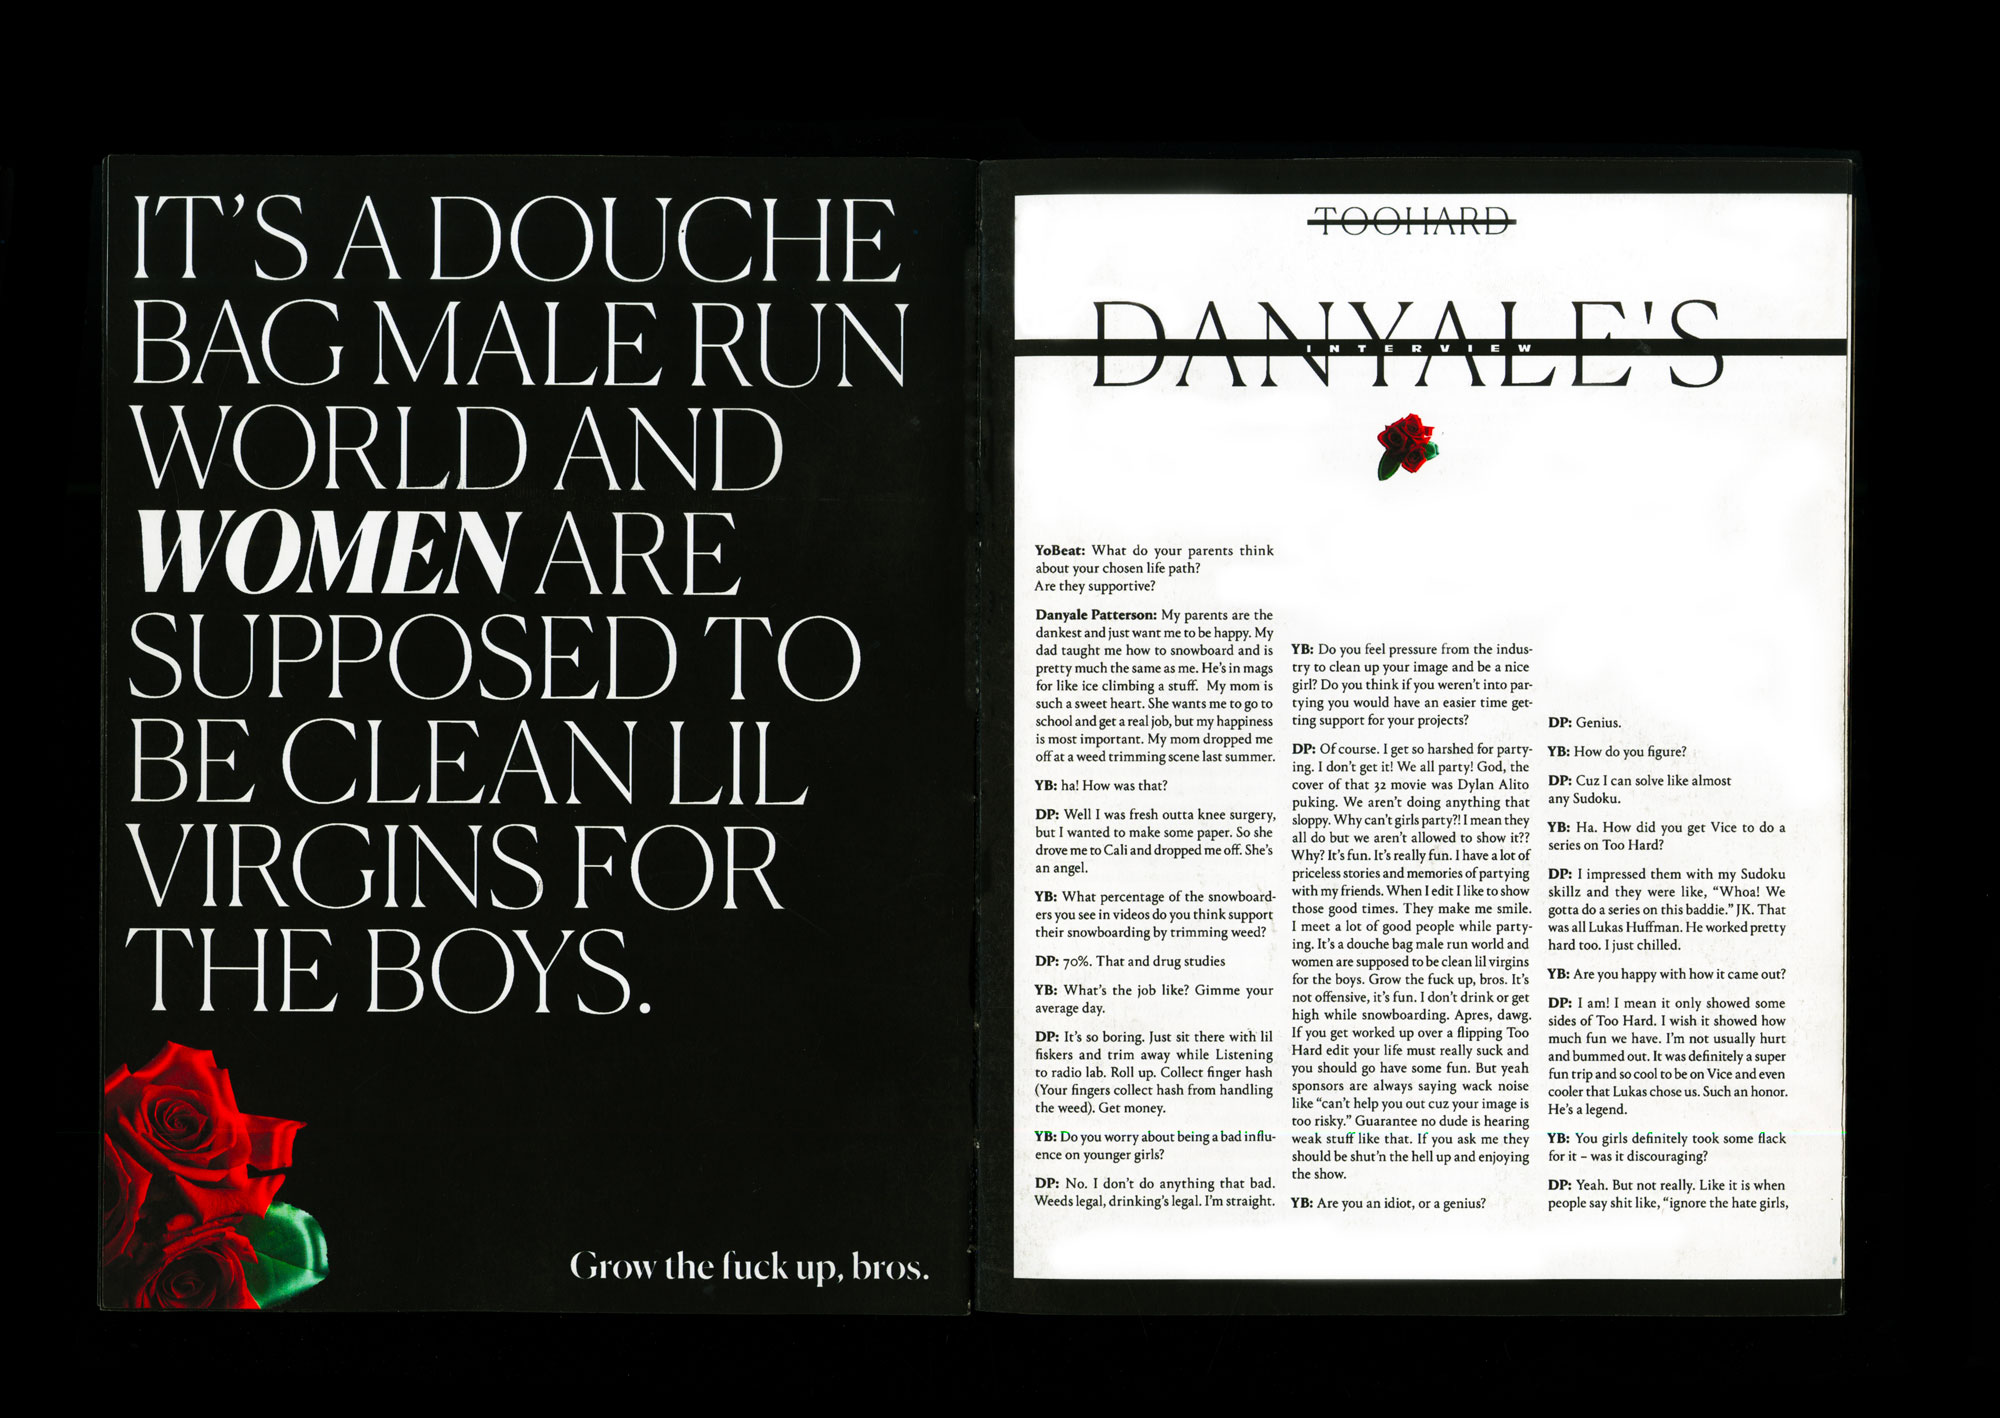 IT'S A DOUCHE
BAG MALE RUN
WORLD AND
WOMEN ARE
SUPPOSED TO
BE CLEAN LIL
VIRGINS FOR
THE BOYS.
Grow the fuck up, bros.
TOOHARD
DANYALE'S
INTERVIEW
YoBeat: What do your parents think
about your chosen life path?
Are they supportive?
Danyale Patterson: My parents are the
dankest and just want me to be happy. My
dad taught me how to snowboard and is
pretty much the same as me. He's in mags
for like ice climbing a stuff. My mom is
such a sweet heart. She wants me to go to
school and get a real job, but my happiness
is most important. My mom dropped me
off at a weed trimming scene last summer.
YB: ha! How was that?
DP: Well I was fresh outta knee surgery,
but I wanted to make some paper. So she
drove me to Cali and dropped me off. She's
an angel.
YB: What percentage of the snowboard-
ers you see in videos do you think support
their snowboarding by trimming weed?
DP: 70%. That and drug studies
YB: What's the job like? Gimme your
average day.
DP: It's so boring. Just sit there with lil
fiskers and trim away while Listening
to radio lab. Roll up. Collect finger hash
(Your fingers collect hash from handling
the weed). Get money.
YB: Do you worry about being a bad influ-
ence on younger girls?
DP: No. I don't do anything that bad.
Weeds legal, drinking's legal. I'm straight.
YB: Do you feel pressure from the indus-
try to clean up your image and be a nice
girl? Do you think if you weren't into par-
tying you would have an easier time get-
ting support for your projects?
DP: Of course. I get so harshed for party-
ing. I don't get it! We all party! God, the
cover of that 32 movie was Dylan Alito
puking. We aren't doing anything that
sloppy. Why can't girls party?! I mean they
all do but we aren't allowed to show it??
Why? It's fun. It's really fun. I have a lot of
priceless stories and memories of partying
with my friends. When I edit I like to show
those good times. They make me smile.
I meet a lot of good people while party-
ing. It's a douche bag male run world and
women are supposed to be clean lil virgins
for the boys. Grow the fuck up, bros. It's
not offensive, it's fun. I don't drink or get
high while snowboarding. Apres, dawg.
If you get worked up over a flipping Too
Hard edit your life must really suck and
you should go have some fun. But yeah
sponsors are always saying wack noise
like “can't help you out cuz your image is
too risky.” Guarantee no dude is hearing
weak stuff like that. If you ask me they
should be shut'n the hell up and enjoying
the show.
YB: Are you an idiot, or a genius?
DP: Genius.
YB: How do you figure?
DP: Cuz I can solve like almost
any Sudoku.
YB: Ha. How did you get Vice to do a
series on Too Hard?
DP: I impressed them with my Sudoku
skillz and they were like, “Whoa! We
gotta do a series on this baddie.” JK. That
was all Lukas Huffman. He worked pretty
hard too. I just chilled.
YB: Are you happy with how it came out?
DP: I am! I mean it only showed some
sides of Too Hard. I wish it showed how
much fun we have. I'm not usually hurt
and bummed out. It was definitely a super
fun trip and so cool to be on Vice and even
cooler that Lukas chose us. Such an honor.
He's a legend.
YB: You girls definitely took some flack
for it – was it discouraging?
DP: Yeah. But not really. Like it is when
people say shit like, “ignore the hate girls,